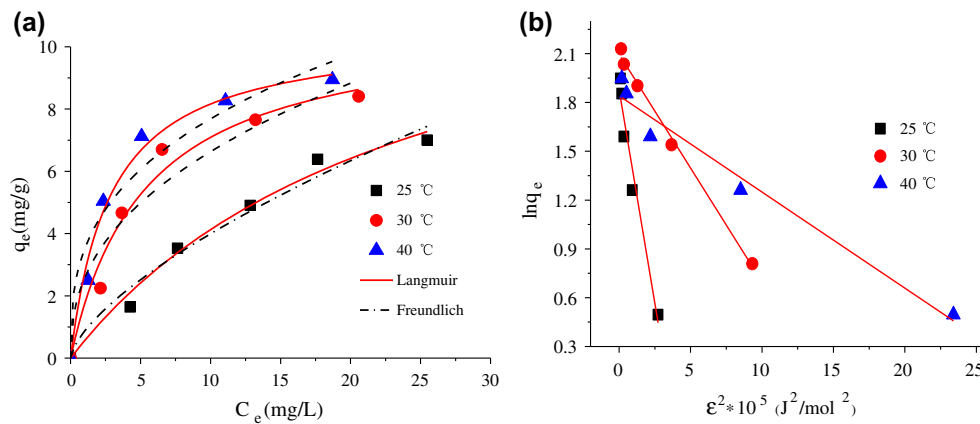 (a)
10
8
6
4
2
0
q_e(mg/g)
25 ℃
30 ℃
40 ℃
Langmuir
Freundlich
0 5 10 15 20 25 30
C_e(mg/L)
(b)
2.1
1.8
1.5
1.2
0.9
0.6
0.3
lnq_e
25 ℃
30 ℃
40 ℃
0 5 10 15 20 25
ε²*10⁵ (J²/mol²)